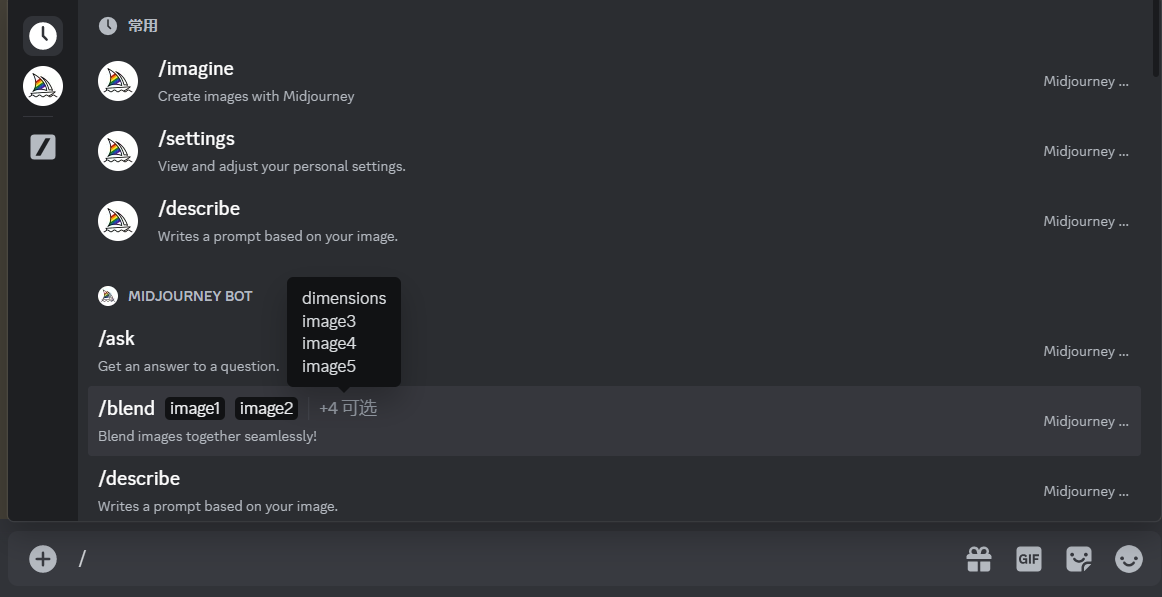 常用
/imagine
Create images with Midjourney
Midjourney ...
/settings
View and adjust your personal settings.
Midjourney ...
/describe
Writes a prompt based on your image.
Midjourney ...
MIDJOURNEY BOT
dimensions
image3
image4
image5
/ask
Get an answer to a question.
Midjourney ...
/blend image1 image2 +4 可选
Blend images together seamlessly!
Midjourney ...
/describe
Writes a prompt based on your image.
Midjourney ...
/
GIF